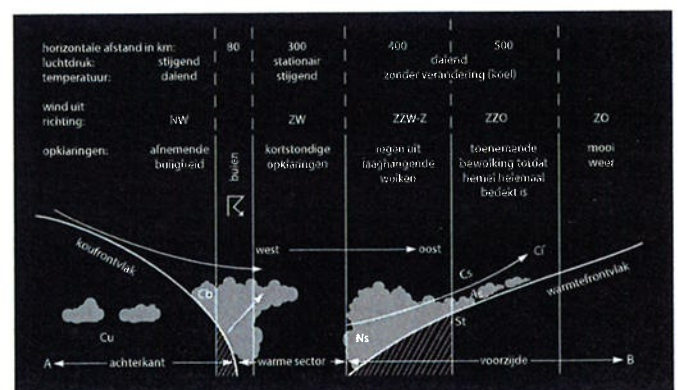 horizontale afstand in km: 80 300 400 500
luchtdruk: stijgend stationair dalend
temperatuur: dalend stijgend zonder verandering (koel)
wind uit
richting: NW ZW ZZW-Z ZZO ZO
opklaringen: afnemende buiigheid
buien
kortstondige opklaringen
regen uit laaghangende wolken
toenemende bewolking totdat hemel helemaal bedekt is
mooi weer
koufrontvlak
west
oost
Cb
Cu
Cs
Ci
Ac
St
Ns
warmtefrontvlak
A achterkant warme sector voorzijde B